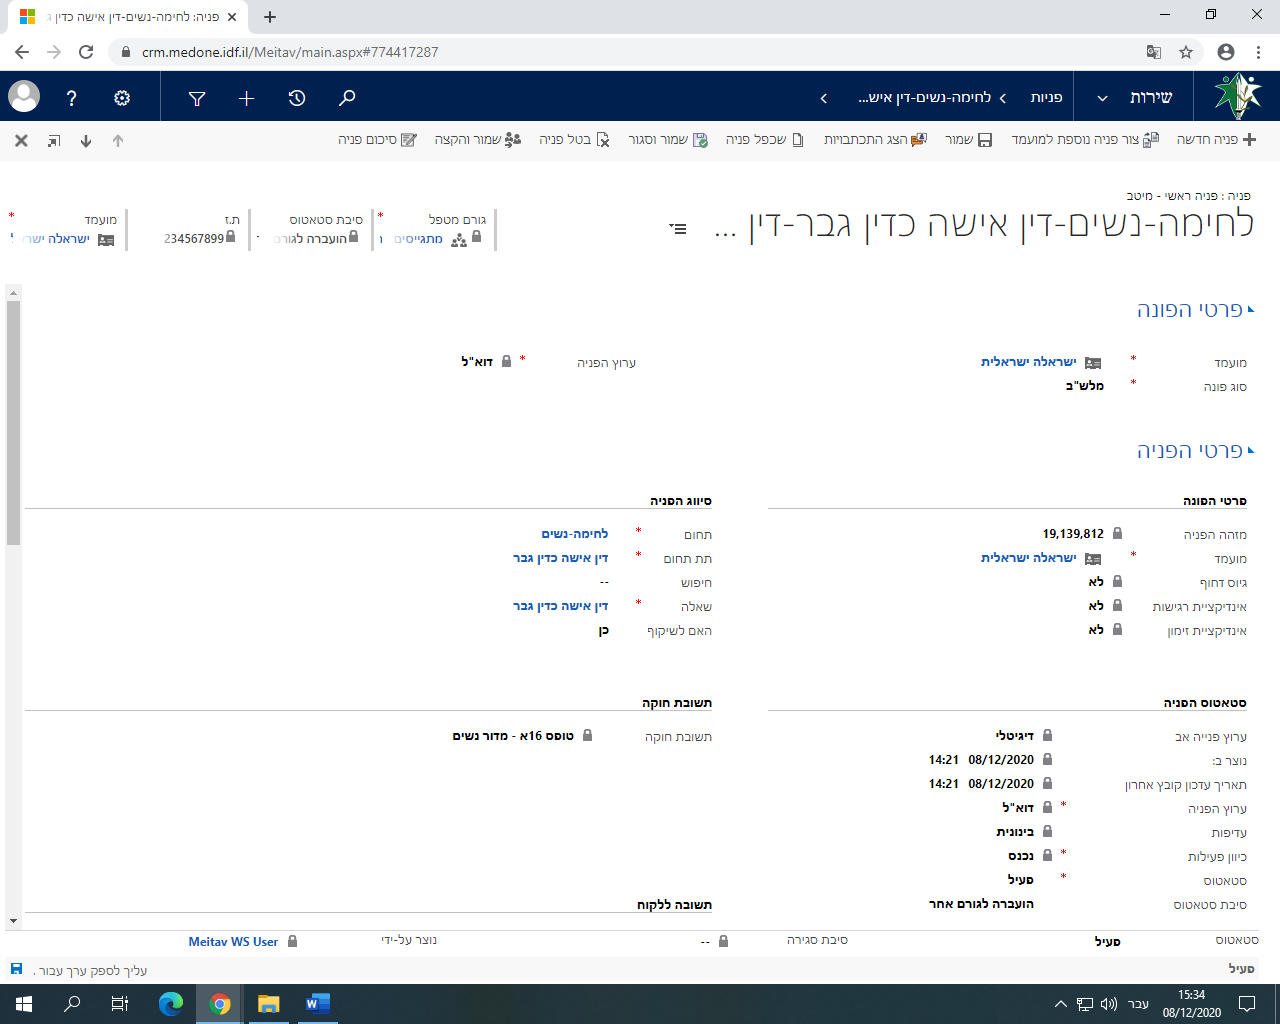 פניה: לחימה-נשים-דין אישה כדין ג
crm.medone.idf.il/Meitav/main.aspx#774417287
שירות
פניות
לחימה-נשים-דין איש...
פניה חדשה
צור פניה נוספת למועמד
שמור
הצג התכתבויות
שכפל פניה
שמור וסגור
בטל פניה
שמור והקצה
סיכום פניה
פניה : פניה ראשי - מיטב
לחימה-נשים-דין אישה כדין גבר-דין ...
גורם מטפל
מתגייסים
סיבת סטאטוס
הועברה לגורם
ת.ז
234567899
מועמד
* ישראלה
פרטי הפונה
מועמד * ישראלה ישראלית
ערוץ הפניה * דוא"ל
סוג פונה * מלש"ב
פרטי הפניה
פרטי הפונה
סיווג הפניה
מזהה הפניה 19,139,812
תחום * לחימה-נשים
מועמד * ישראלה ישראלית
תת תחום * דין אישה כדין גבר
גיוס דחוף לא
חיפוש --
אינדיקציית רגישות לא
שאלה * דין אישה כדין גבר
אינדיקציית זימון לא
האם לשיקוף כן
סטאטוס הפניה
תשובת חוקה
ערוץ פנייה אב דיגיטלי
תשובת חוקה טופס 16א - מדור נשים
נוצר ב: 08/12/2020 14:21
תאריך עדכון קובץ אחרון 08/12/2020 14:21
ערוץ הפניה * דוא"ל
עדיפות בינונית
כיוון פעילות * נכנס
סטאטוס * פעיל
סיבת סטאטוס הועברה לגורם אחר
תשובה ללקוח
סטאטוס פעיל
סיבת סגירה --
נוצר על-ידי Meitav WS User
פעיל
עליך לספק ערך עבור .
עבר
15:34
08/12/2020